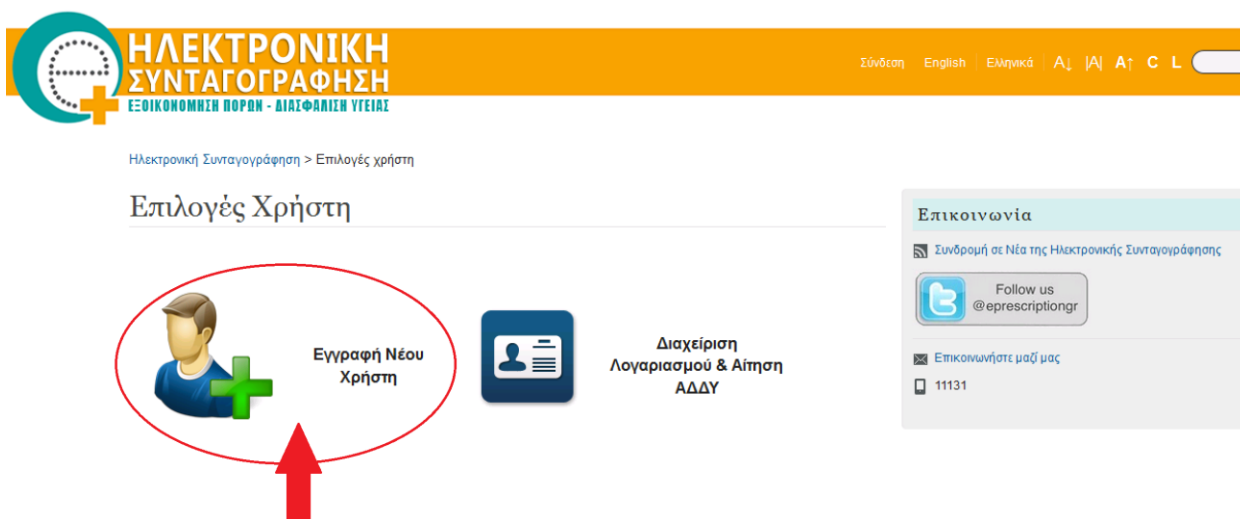 ΗΛΕΚΤΡΟΝΙΚΗ
ΣΥΝΤΑΓΟΓΡΑΦΗΣΗ
ΕΞΟΙΚΟΝΟΜΗΣΗ ΠΟΡΩΝ - ΔΙΑΣΦΑΛΙΣΗ ΥΓΕΙΑΣ
Σύνδεση English Ελληνικά A↓ |A| A↑ C L
Ηλεκτρονική Συνταγογράφηση > Επιλογές χρήστη
Επιλογές Χρήστη
Εγγραφή Νέου
Χρήστη
Διαχείριση
Λογαριασμού & Αίτηση
ΑΔΔΥ
Επικοινωνία
Συνδρομή σε Νέα της Ηλεκτρονικής Συνταγογράφησης
Follow us
@eprescriptiongr
Επικοινωνήστε μαζί μας
11131